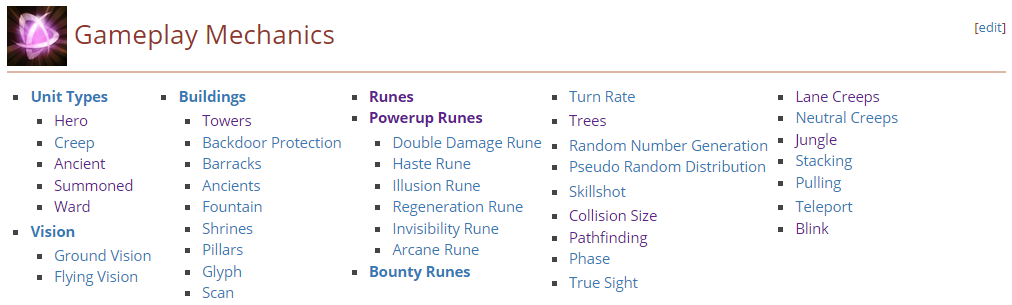 Gameplay Mechanics
[edit]
Unit Types
Hero
Creep
Ancient
Summoned
Ward
Vision
Ground Vision
Flying Vision
Buildings
Towers
Backdoor Protection
Barracks
Ancients
Fountain
Shrines
Pillars
Glyph
Scan
Runes
Powerup Runes
Double Damage Rune
Haste Rune
Illusion Rune
Regeneration Rune
Invisibility Rune
Arcane Rune
Bounty Runes
Turn Rate
Trees
Random Number Generation
Pseudo Random Distribution
Skillshot
Collision Size
Pathfinding
Phase
True Sight
Lane Creeps
Neutral Creeps
Jungle
Stacking
Pulling
Teleport
Blink